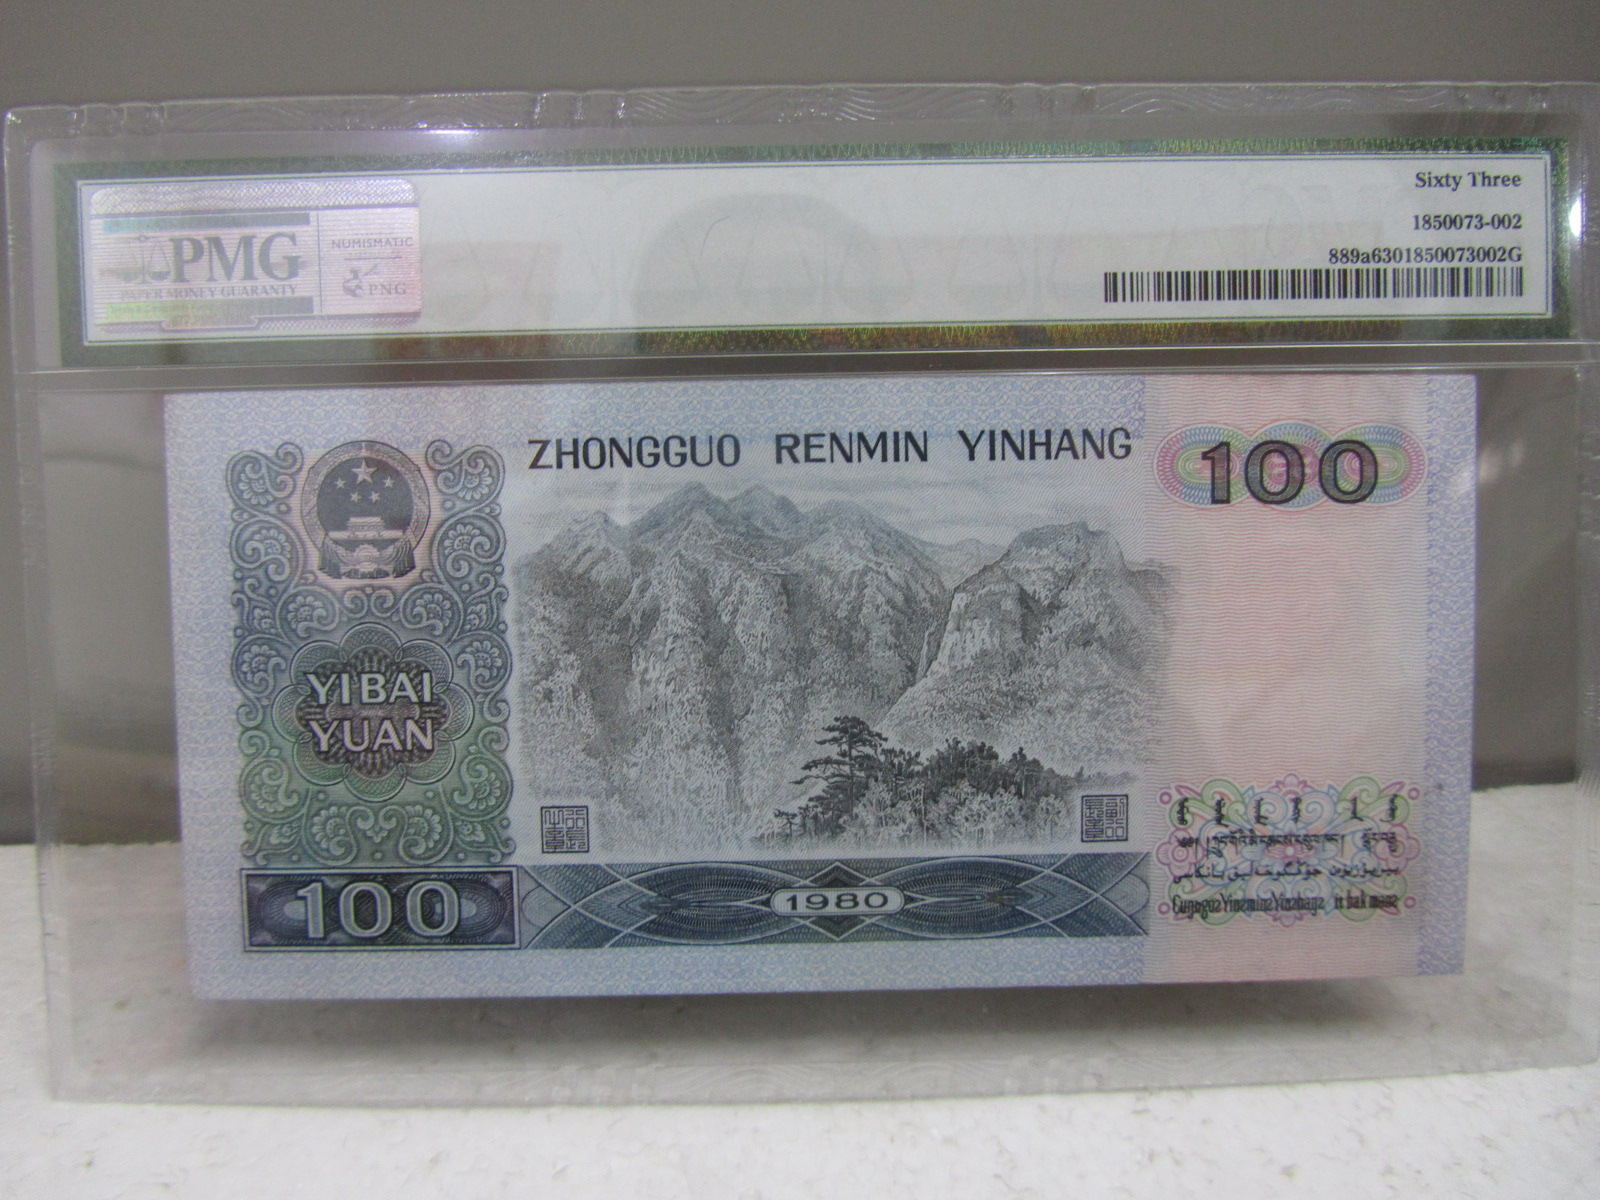 Sixty Three
1850073-002
889a6301850073002G
PMG
PAPER MONEY GUARANTY
NUMISMATIC
PNG
ZHONGGUO RENMIN YINHANG
100
YIBAI
YUAN
100
1980